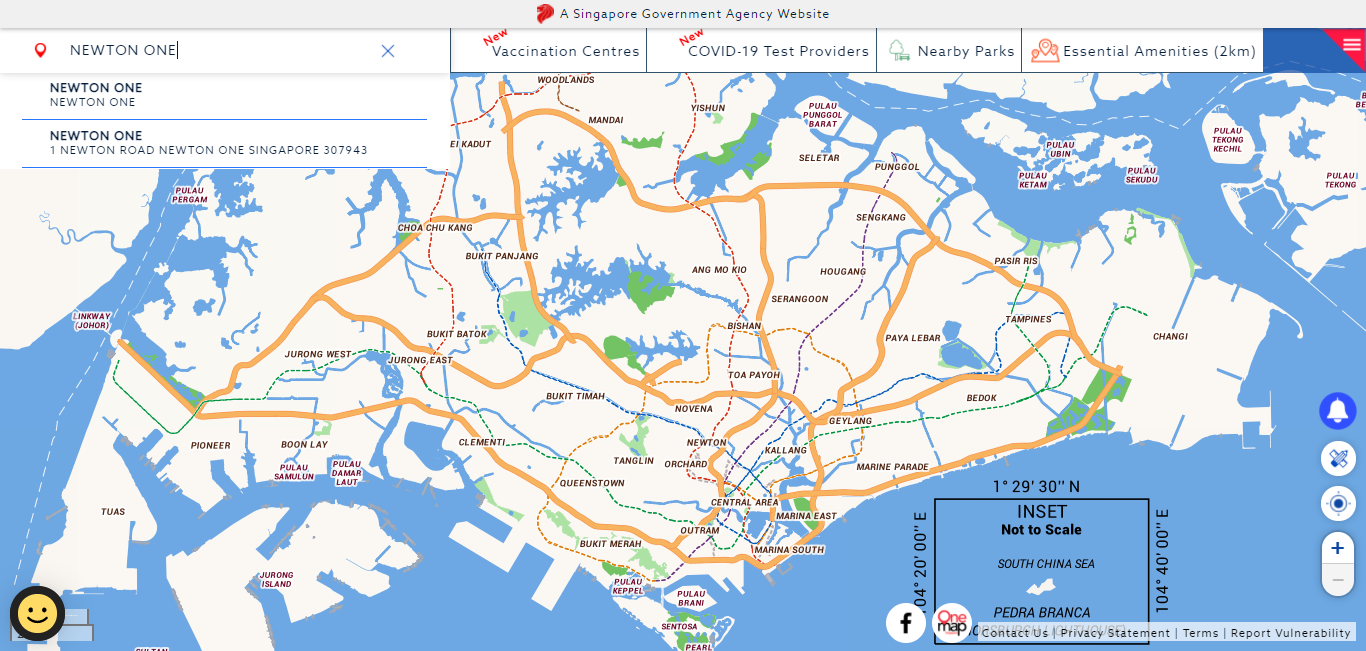 A Singapore Government Agency Website
NEWTON ONE
New
Vaccination Centres
New
COVID-19 Test Providers
Nearby Parks
Essential Amenities (2km)
NEWTON ONE
NEWTON ONE
NEWTON ONE
1 NEWTON ROAD NEWTON ONE SINGAPORE 307943
WOODLANDS
YISHUN
MANDAI
PULAU
PUNGGOL
BARAT
EI KADUT
SELETAR
PUNGGOL
PULAU
UBIN
PULAU
KETAM
PULAU
SEKUDU
PULAU
TEKONG
KECHIL
PULAU
TEKONG
PULAU
PERGAM
CHOA CHU KANG
SENGKANG
BUKIT PANJANG
ANG MO KIO
HOUGANG
PASIR RIS
SERANGOON
LINKWAY
(JOHOR)
BISHAN
TAMPINES
BUKIT BATOK
PAYA LEBAR
CHANGI
JURONG WEST
JURONG EAST
TOA PAYOH
BUKIT TIMAH
NOVENA
BEDOK
GEYLANG
PIONEER
BOON LAY
CLEMENTI
NEWTON
KALLANG
PULAU
SAMULUN
PULAU
DAMAR
LAUT
TANGLIN
ORCHARD
MARINE PARADE
QUEENSTOWN
CENTRAL AREA
TUAS
MARINA EAST
OUTRAM
BUKIT MERAH
MARINA SOUTH
JURONG
ISLAND
PULAU
KEPPEL
PULAU
BRANI
SENTOSA
PEARL
SULTAN
1° 29' 30'' N
INSET
Not to Scale
SOUTH CHINA SEA
PEDRA BRANCA
04° 20' 00'' E
104° 40' 00'' E
f
One
map
Contact Us | Privacy Statement | Terms | Report Vulnerability